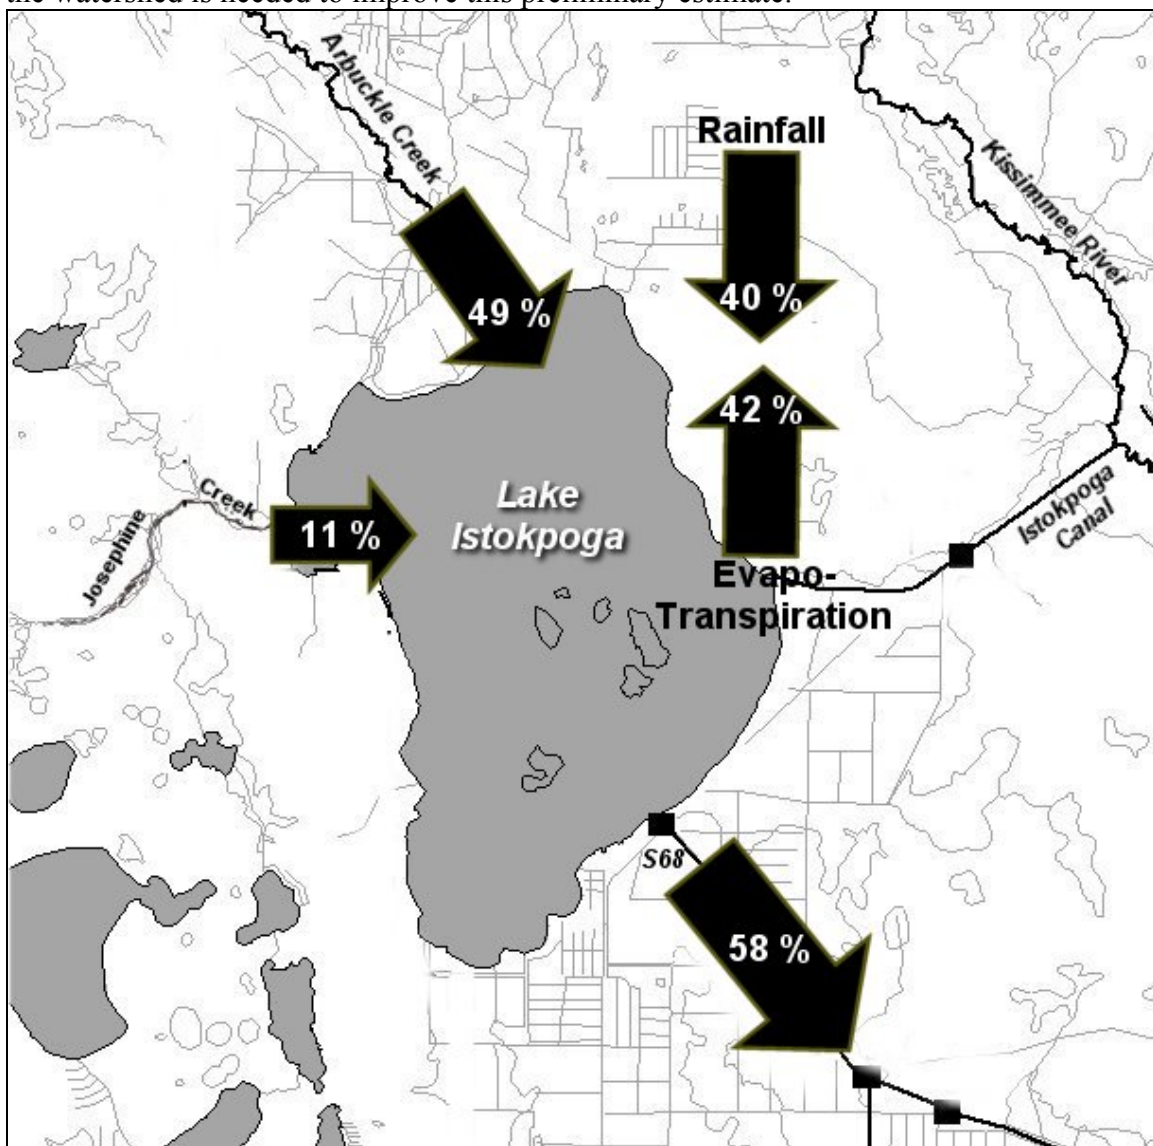 the watershed is needed to improve this preliminary estimate.
Arbuckle Creek
Rainfall
Kissimmee River
49 %
40 %
42 %
Lake
Istokpoga
Josephine
Creek
11 %
Istokpoga
Canal
Evapo-
Transpiration
S68
58 %